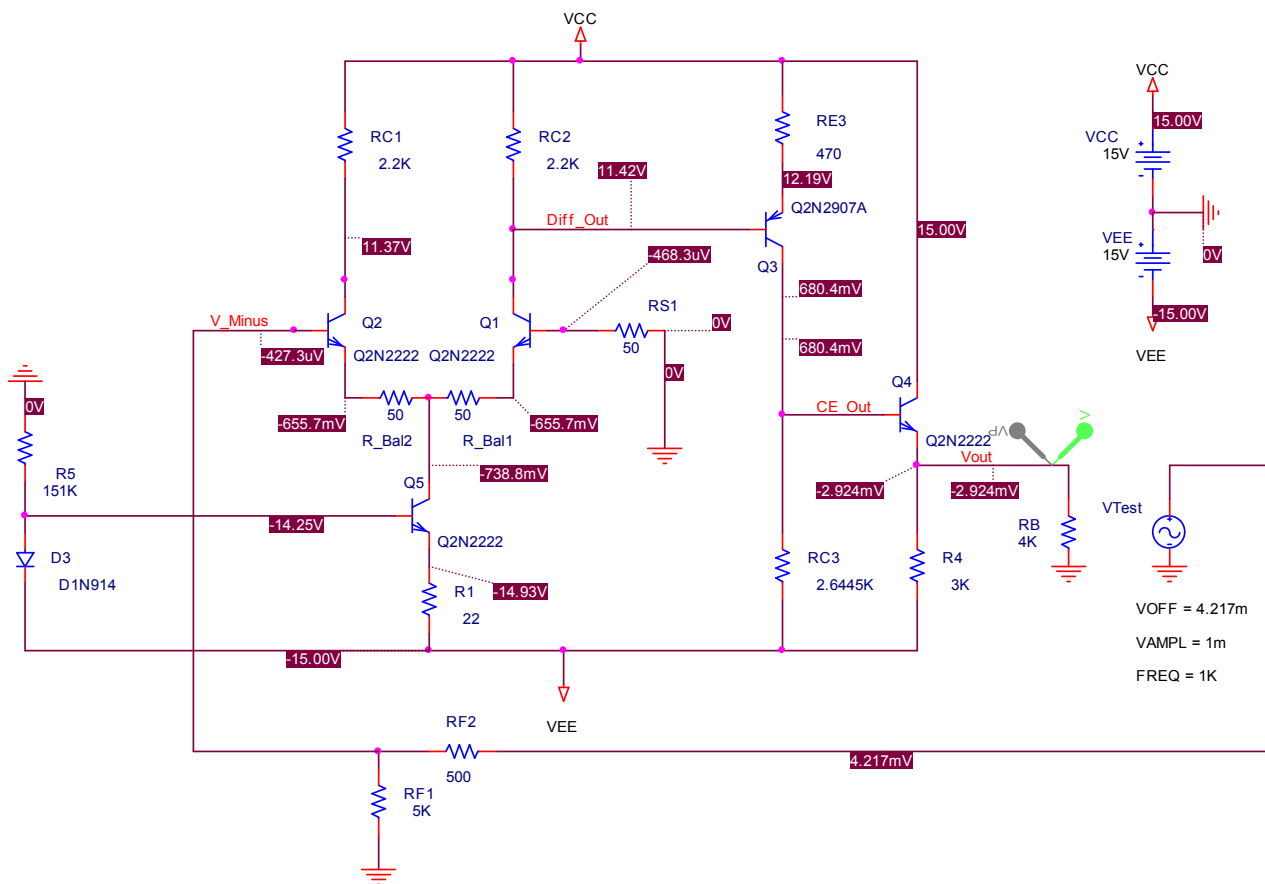 VCC
VCC
RC1
2.2K
RC2
2.2K
RE3
470
15.00V
VCC
15V
11.42V
12.19V
Diff_Out
Q2N2907A
15.00V
VEE
15V
0V
11.37V
-468.3uV
Q3
680.4mV
-15.00V
V_Minus
Q2
Q1
RS1
0V
50
680.4mV
VEE
-427.3uV
Q2N2222
Q2N2222
0V
Q4
0V
50
50
CE_Out
-655.7mV
-655.7mV
Q2N2222
VP
V
R_Bal2
R_Bal1
Vout
R5
151K
-738.8mV
Q5
-2.924mV
-2.924mV
VTest
-14.25V
RB
4K
Q2N2222
D3
D1N914
-14.93V
R1
22
RC3
2.6445K
R4
3K
VOFF = 4.217m
-15.00V
VAMPL = 1m
FREQ = 1K
VEE
RF2
500
4.217mV
RF1
5K